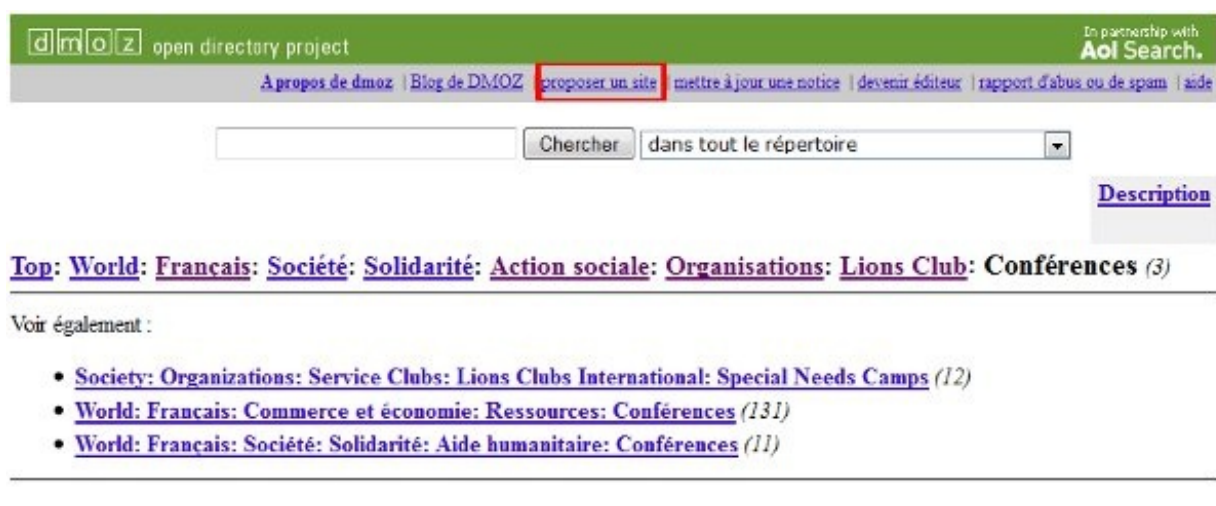 dmoz open directory project
In partnership with
Aol Search.
A propos de dmoz | Blog de DMOZ | proposer un site | mettre à jour une notice | devenir éditeur | rapport d'abus ou de spam | aide
Chercher dans tout le répertoire
Description
Top: World: Français: Société: Solidarité: Action sociale: Organisations: Lions Club: Conférences (3)
Voir également :
• Society: Organizations: Service Clubs: Lions Clubs International: Special Needs Camps (12)
• World: Francais: Commerce et économie: Ressources: Conférences (131)
• World: Français: Société: Solidarité: Aide humanitaire: Conférences (11)